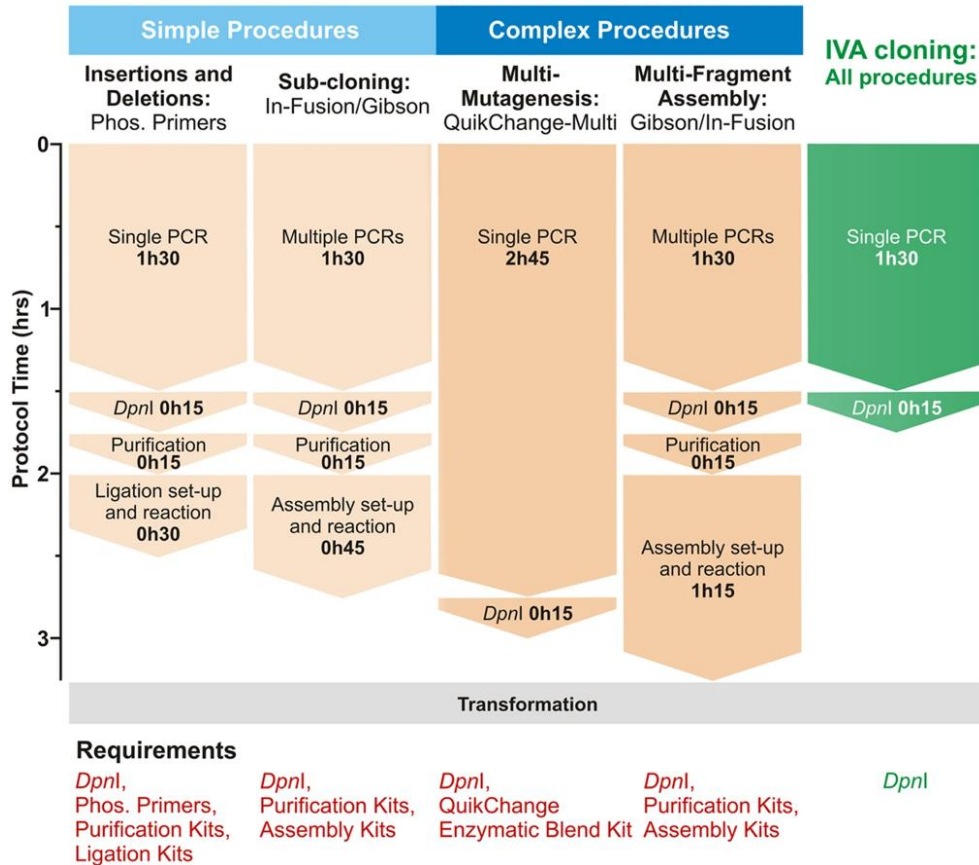 Simple Procedures
Complex Procedures
IVA cloning:
All procedures
Insertions and
Deletions:
Phos. Primers
Sub-cloning:
In-Fusion/Gibson
Multi-
Mutagenesis:
QuikChange-Multi
Multi-Fragment
Assembly:
Gibson/In-Fusion
Protocol Time (hrs)
0
1
2
3
Single PCR
1h30
DpnI 0h15
Purification
0h15
Ligation set-up
and reaction
0h30
Multiple PCRs
1h30
DpnI 0h15
Purification
0h15
Assembly set-up
and reaction
0h45
Single PCR
2h45
DpnI 0h15
Multiple PCRs
1h30
DpnI 0h15
Purification
0h15
Assembly set-up
and reaction
1h15
Single PCR
1h30
DpnI 0h15
Transformation
Requirements
DpnI,
Phos. Primers,
Purification Kits,
Ligation Kits
DpnI,
Purification Kits,
Assembly Kits
DpnI,
QuikChange
Enzymatic Blend Kit
DpnI,
Purification Kits,
Assembly Kits
DpnI